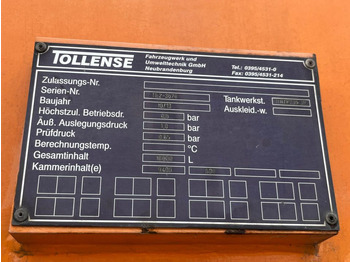 TOLLENSE
Fahrzeugwerk und
Umwelttechnik GmbH
Neubrandenburg
Tel.: 0395/4531-0
Fax: 0395/4531-214
Zulassungs-Nr.
Serien-Nr.
Baujahr
Höchstzul. Betriebsdr. bar
Äuß. Auslegungsdruck bar
Prüfdruck bar
Berechnungstemp. °C
Gesamtinhalt L
Kammerinhalt(e)
Tankwerkst.
Auskleid.-w.